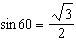 sin 60 = √3/2